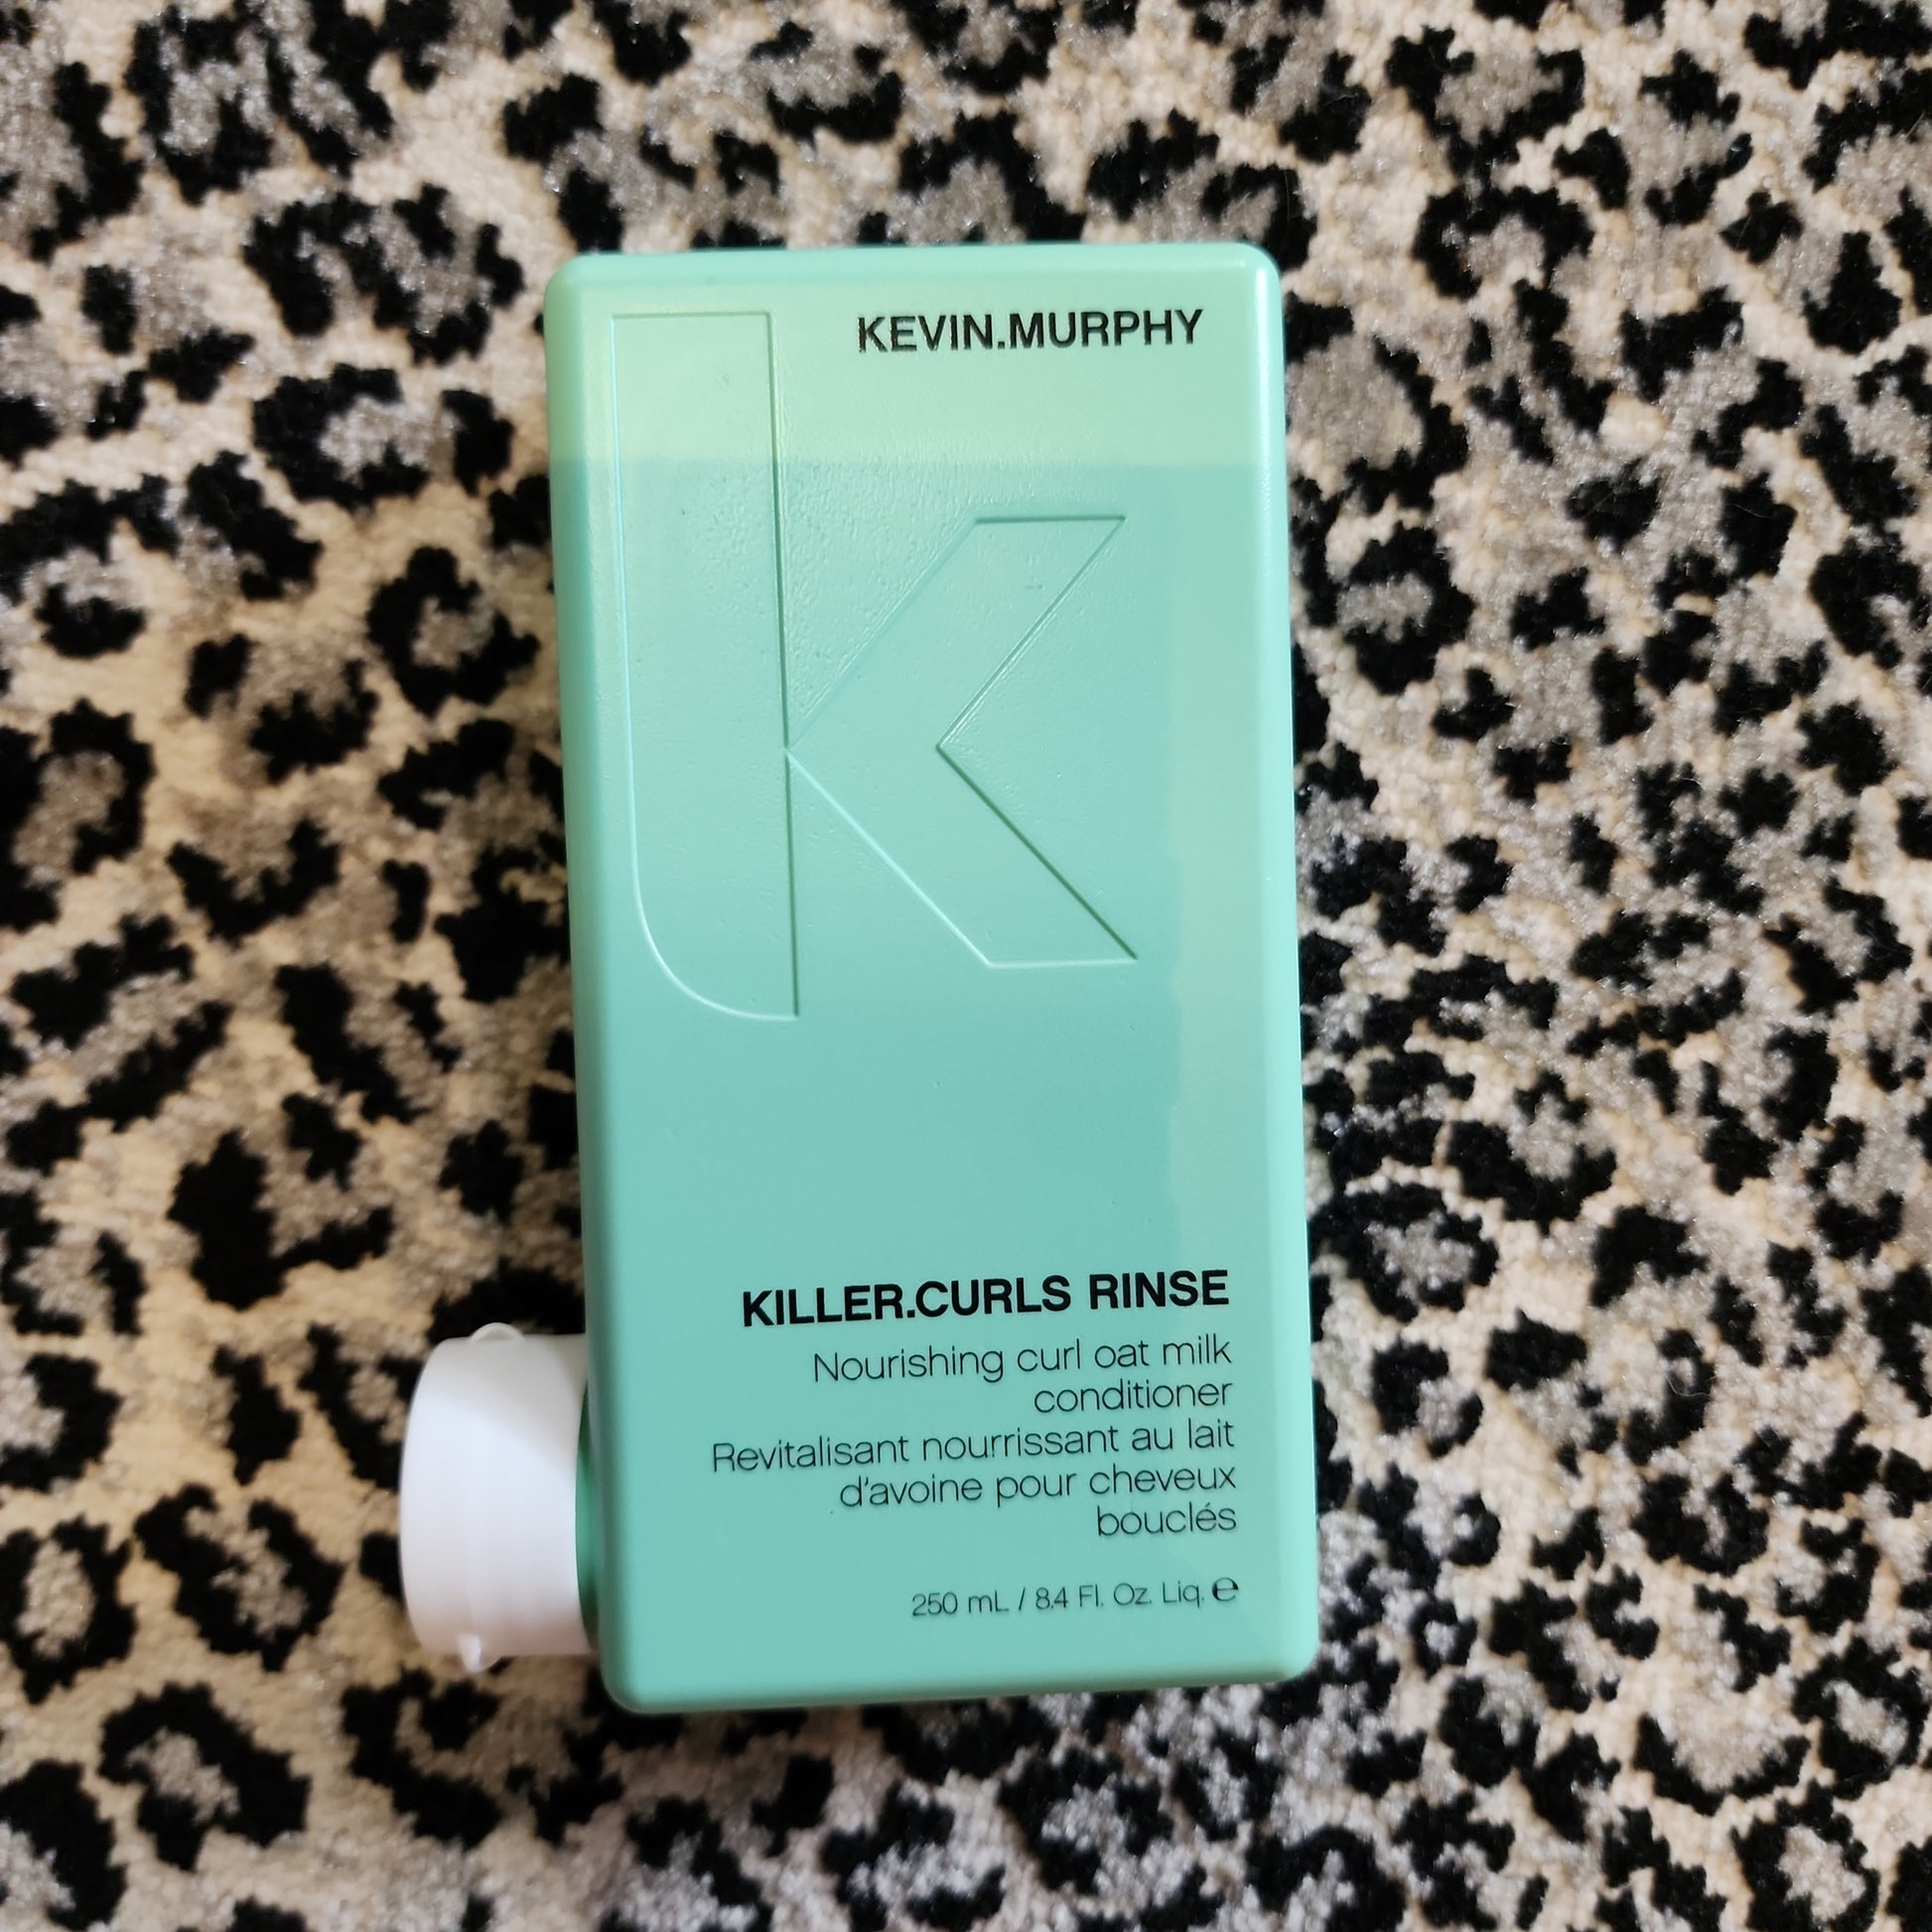 KEVIN.MURPHY
KILLER.CURLS RINSE
Nourishing curl oat milk
conditioner
Revitalisant nourrissant au lait
d'avoine pour cheveux
bouclés
250 mL / 8.4 Fl. Oz. Liq. ℮